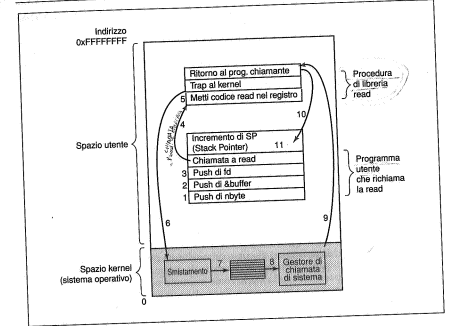 Indirizzo
0xFFFFFFFF
Spazio utente
Ritorno al prog. chiamante
Trap al kernel
5 Metti codice read nel registro
Procedura
di libreria
read
4
10
Incremento di SP
(Stack Pointer)
11
Chiamata a read
3 Push di fd
2 Push di &buffer
1 Push di nbyte
Programma
utente
che richiama
la read
6
9
Spazio kernel
(sistema operativo)
Smistamento
7
8
Gestore di
chiamata
di sistema
0